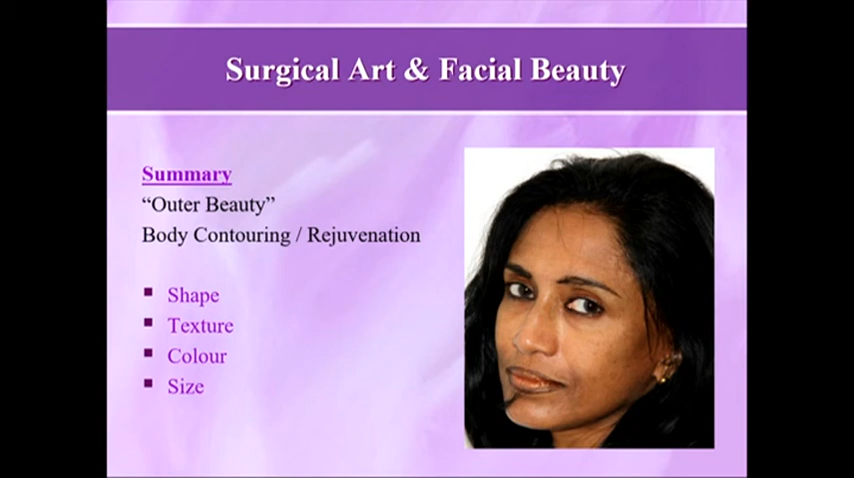 Surgical Art & Facial Beauty
Summary
“Outer Beauty”
Body Contouring / Rejuvenation
Shape
Texture
Colour
Size